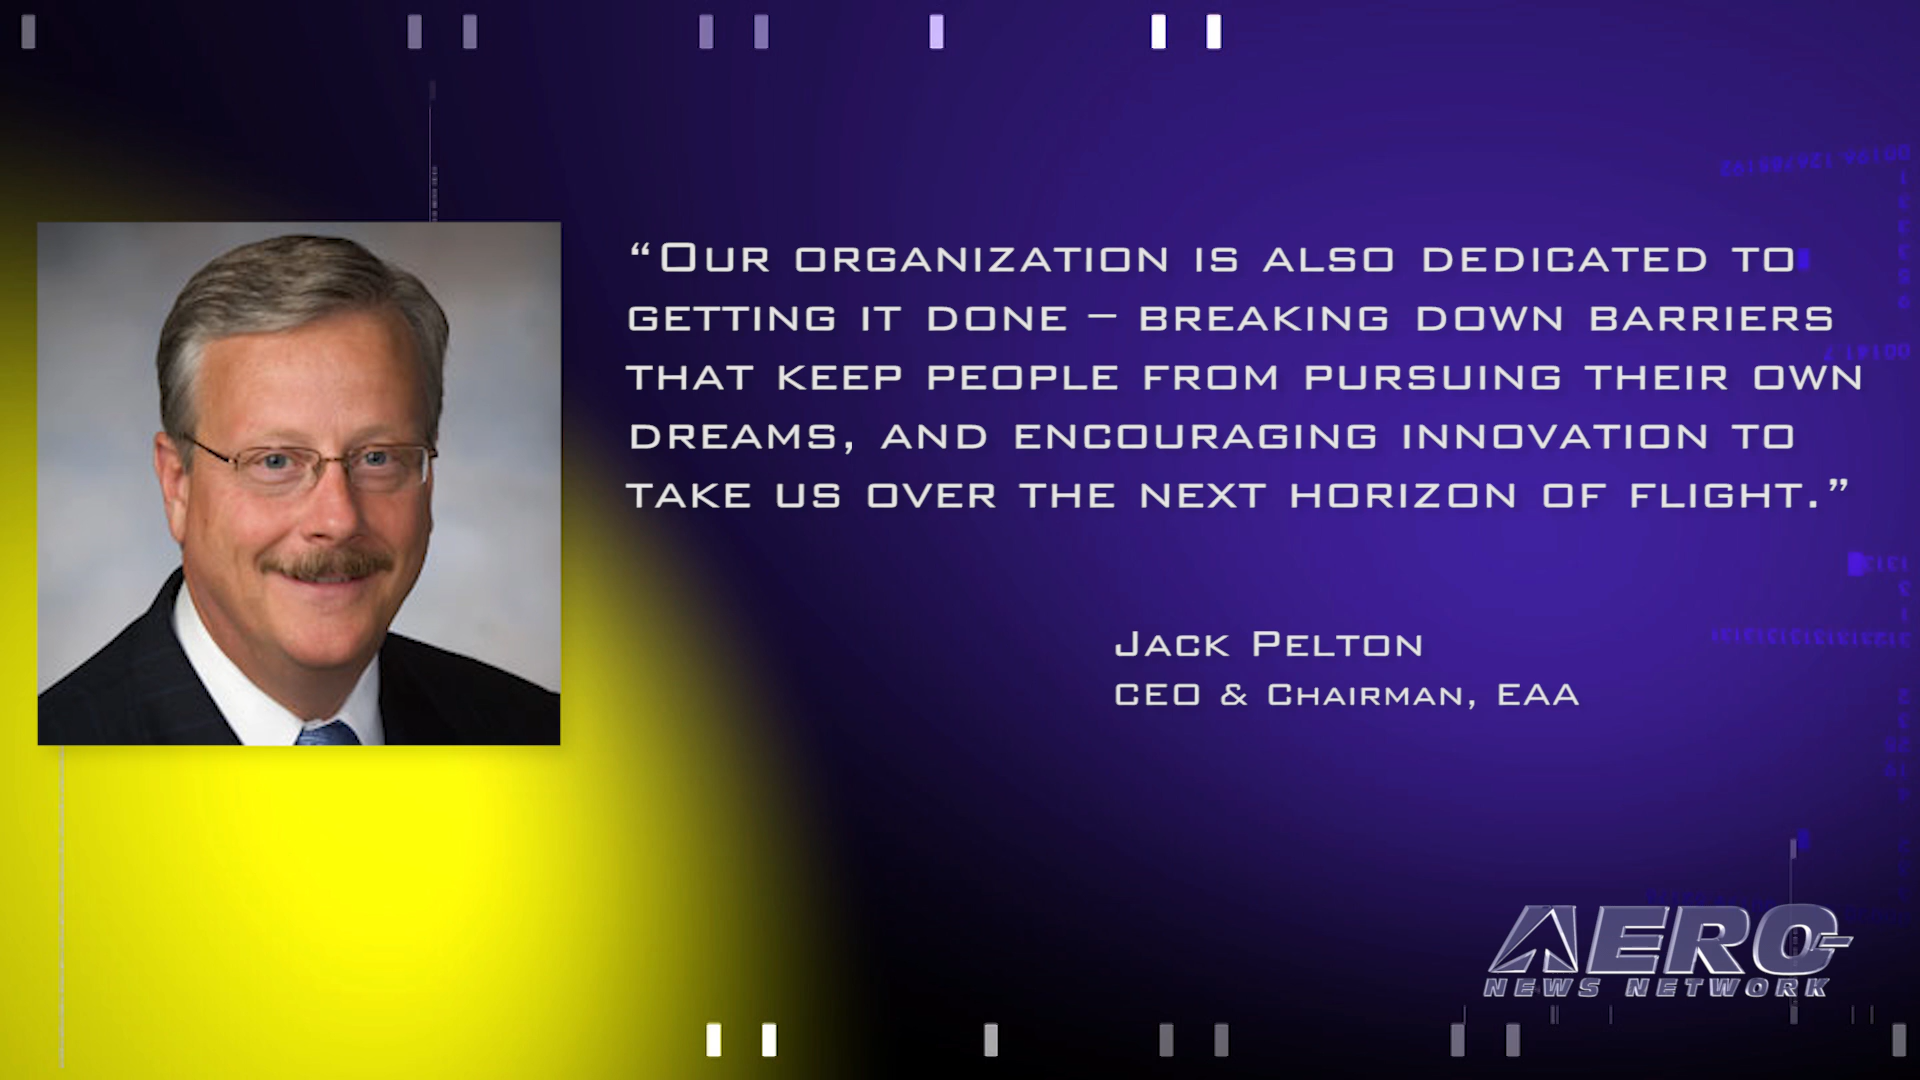 “Our organization is also dedicated to
getting it done – breaking down barriers
that keep people from pursuing their own
dreams, and encouraging innovation to
take us over the next horizon of flight.”
Jack Pelton
CEO & Chairman, EAA
AERO-
NEWS NETWORK